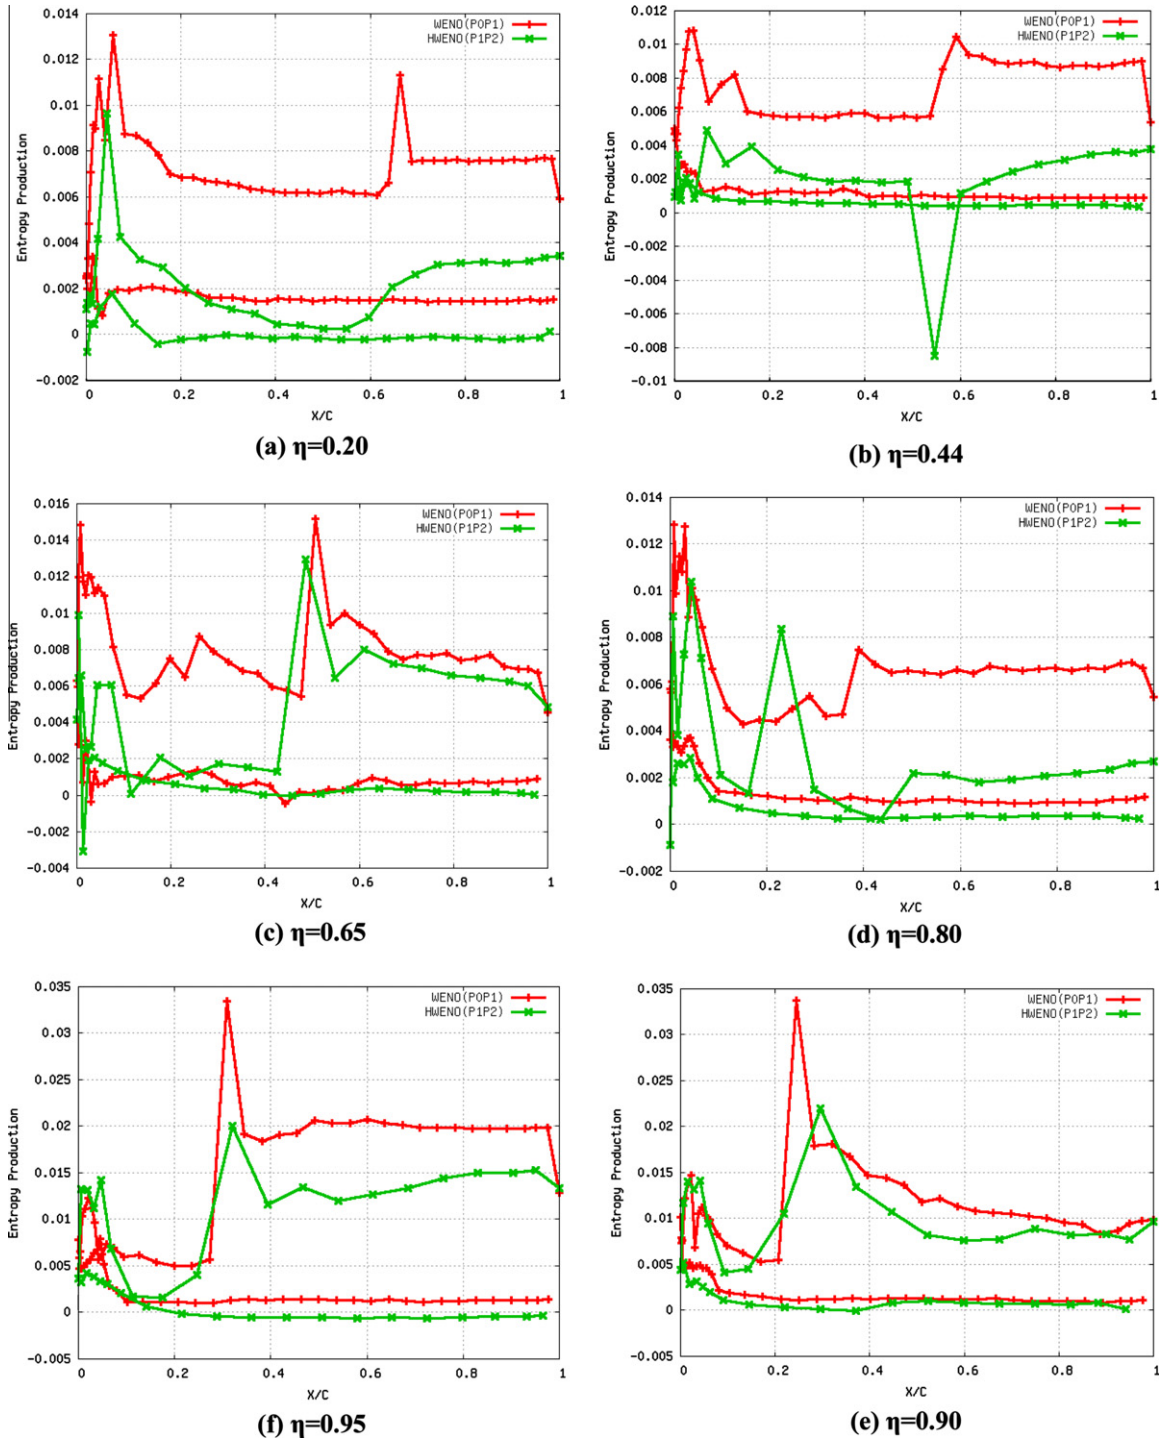 0.014
0.012
0.01
0.008
0.006
0.004
0.002
0
-0.002
Entropy Production
WENO(P0P1)
HWENO(P1P2)
0 0.2 0.4 0.6 0.8 1
X/C
(a) η=0.20
0.012
0.01
0.008
0.006
0.004
0.002
0
-0.002
-0.004
-0.006
-0.008
-0.01
Entropy Production
WENO(P0P1)
HWENO(P1P2)
0 0.2 0.4 0.6 0.8 1
X/C
(b) η=0.44
0.016
0.014
0.012
0.01
0.008
0.006
0.004
0.002
0
-0.002
-0.004
Entropy Production
WENO(P0P1)
HWENO(P1P2)
0 0.2 0.4 0.6 0.8 1
X/C
(c) η=0.65
0.014
0.012
0.01
0.008
0.006
0.004
0.002
0
-0.002
Entropy Production
WENO(P0P1)
HWENO(P1P2)
0 0.2 0.4 0.6 0.8 1
X/C
(d) η=0.80
0.035
0.03
0.025
0.02
0.015
0.01
0.005
0
-0.005
Entropy Production
WENO(P0P1)
HWENO(P1P2)
0 0.2 0.4 0.6 0.8 1
X/C
(f) η=0.95
0.035
0.03
0.025
0.02
0.015
0.01
0.005
0
-0.005
Entropy Production
WENO(P0P1)
HWENO(P1P2)
0 0.2 0.4 0.6 0.8 1
X/C
(e) η=0.90